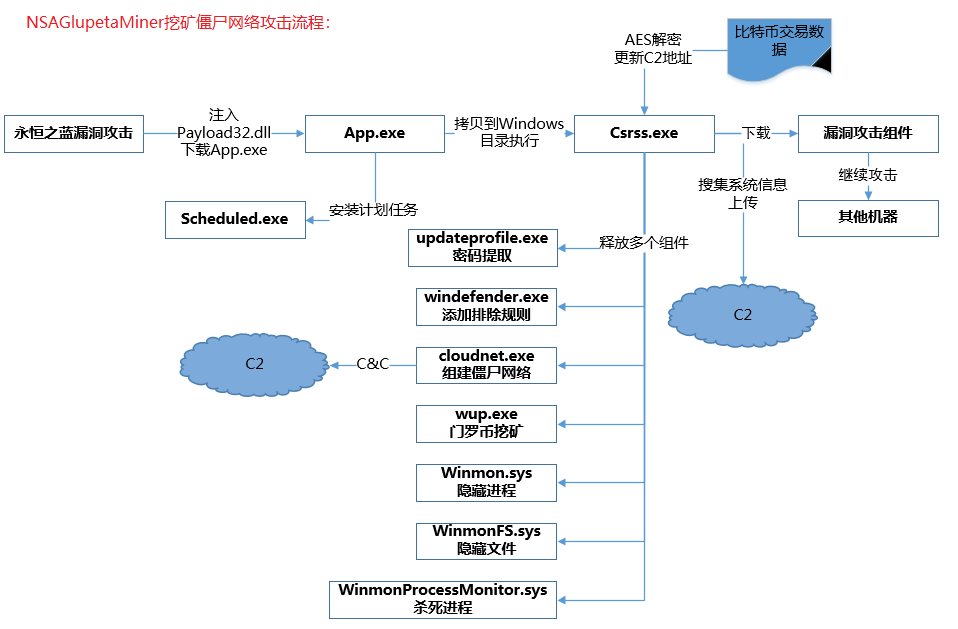 NSAGlupetaMiner挖矿僵尸网络攻击流程：
比特币交易数
据
AES解密
更新C2地址
永恒之蓝漏洞攻击
注入
Payload32.dll
下载App.exe
App.exe
拷贝到Windows
目录执行
Csrss.exe
下载
漏洞攻击组件
继续攻击
其他机器
搜集系统信息
上传
C2
安装计划任务
Scheduled.exe
释放多个组件
updateprofile.exe
密码提取
windefender.exe
添加排除规则
cloudnet.exe
组建僵尸网络
C&C
C2
wup.exe
门罗币挖矿
Winmon.sys
隐藏进程
WinmonFS.sys
隐藏文件
WinmonProcessMonitor.sys
杀死进程